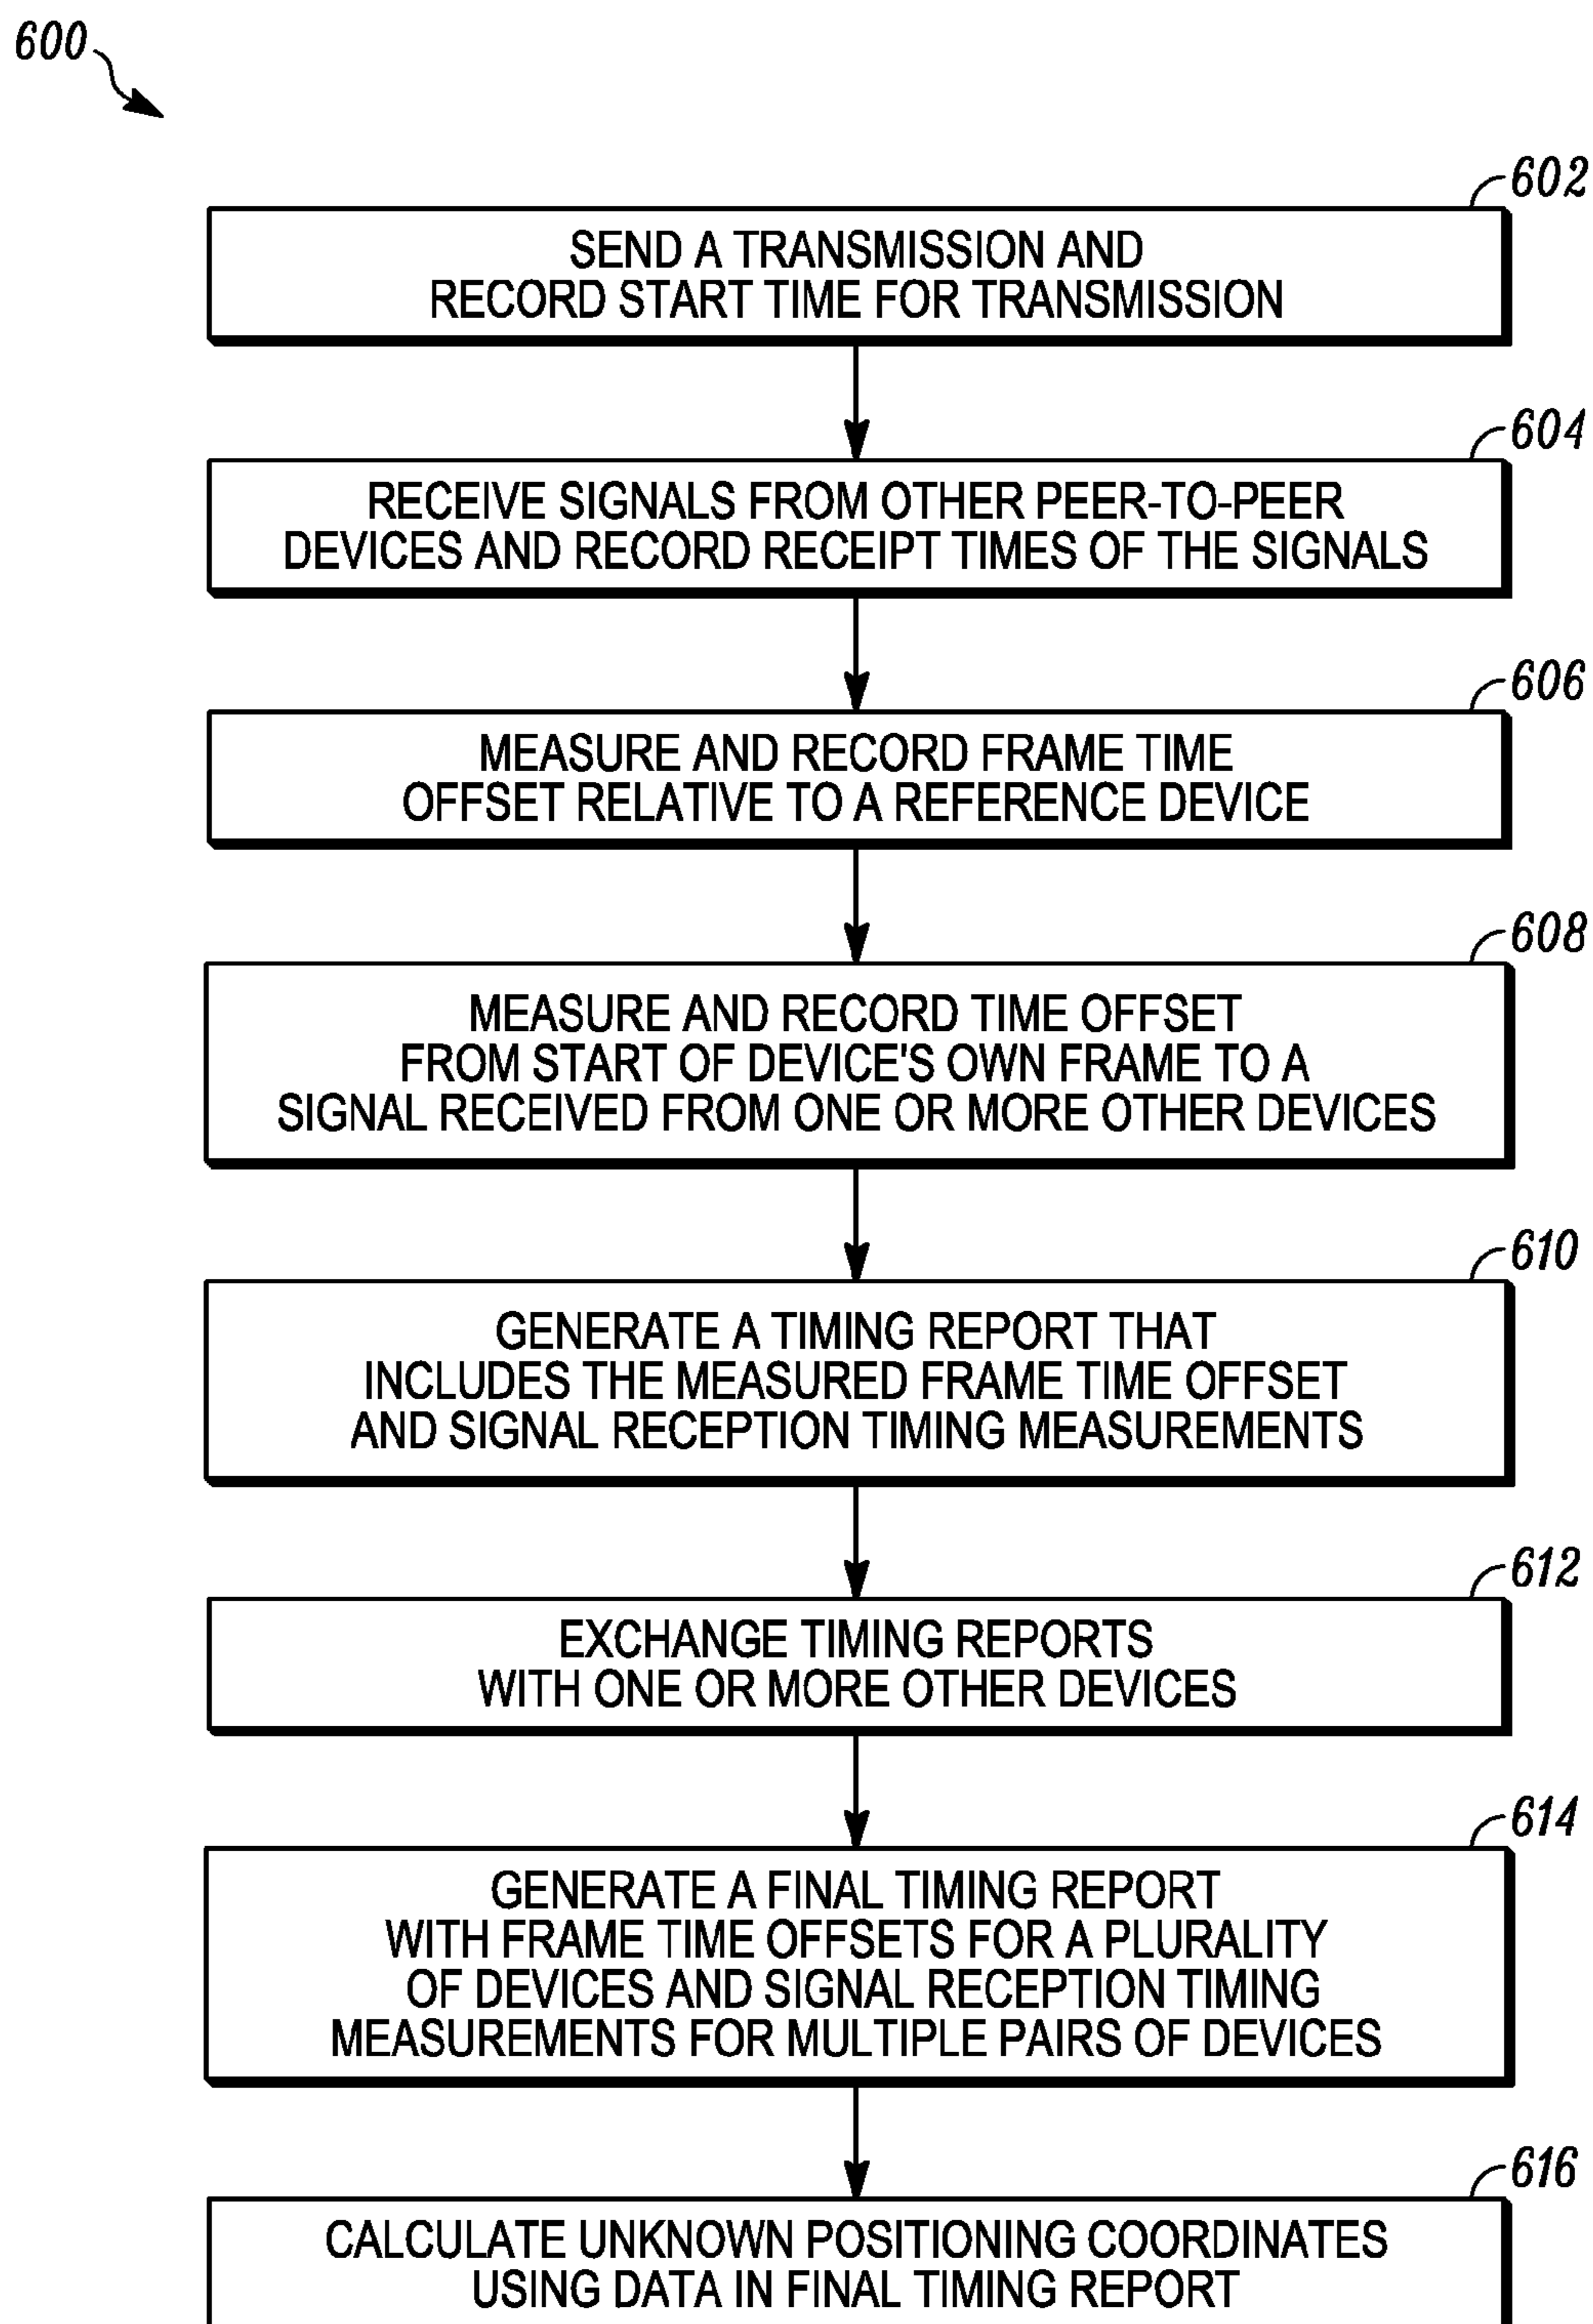 600
602
SEND A TRANSMISSION AND
RECORD START TIME FOR TRANSMISSION
604
RECEIVE SIGNALS FROM OTHER PEER-TO-PEER
DEVICES AND RECORD RECEIPT TIMES OF THE SIGNALS
606
MEASURE AND RECORD FRAME TIME
OFFSET RELATIVE TO A REFERENCE DEVICE
608
MEASURE AND RECORD TIME OFFSET
FROM START OF DEVICE'S OWN FRAME TO A
SIGNAL RECEIVED FROM ONE OR MORE OTHER DEVICES
610
GENERATE A TIMING REPORT THAT
INCLUDES THE MEASURED FRAME TIME OFFSET
AND SIGNAL RECEPTION TIMING MEASUREMENTS
612
EXCHANGE TIMING REPORTS
WITH ONE OR MORE OTHER DEVICES
614
GENERATE A FINAL TIMING REPORT
WITH FRAME TIME OFFSETS FOR A PLURALITY
OF DEVICES AND SIGNAL RECEPTION TIMING
MEASUREMENTS FOR MULTIPLE PAIRS OF DEVICES
616
CALCULATE UNKNOWN POSITIONING COORDINATES
USING DATA IN FINAL TIMING REPORT